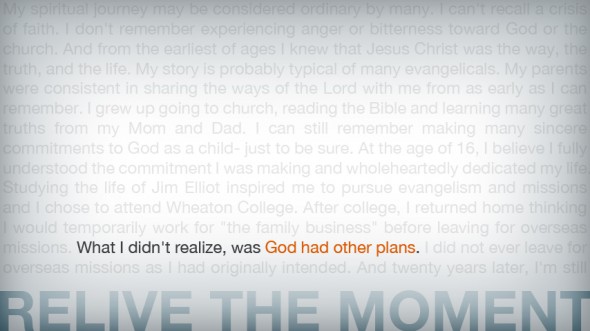 My spiritual journey may be considered ordinary by many. I can't recall a crisis
of faith. I don't remember experiencing anger or bitterness toward God or the
church. And from the earliest of ages I knew that Jesus Christ was the way, the
truth, and the life. My story is probably typical of many evangelicals. My parents
were consistent in sharing the ways of the Lord with me from as early as I can
remember. I grew up going to church, reading the Bible and learning many great
truths from my Mom and Dad. I can still remember making many sincere
commitments to God as a child- just to be sure. At the age of 16, I believe I fully
understood the commitment I was making and wholeheartedly dedicated my life.
Studying the life of Jim Elliot inspired me to pursue evangelism and missions
and I chose to attend Wheaton College. After college, I returned home thinking
I would temporarily work for "the family business" before leaving for overseas
missions. What I didn't realize, was God had other plans. I did not ever leave for
overseas missions as I had originally intended. And twenty years later, I'm still
RELIVE THE MOMENT